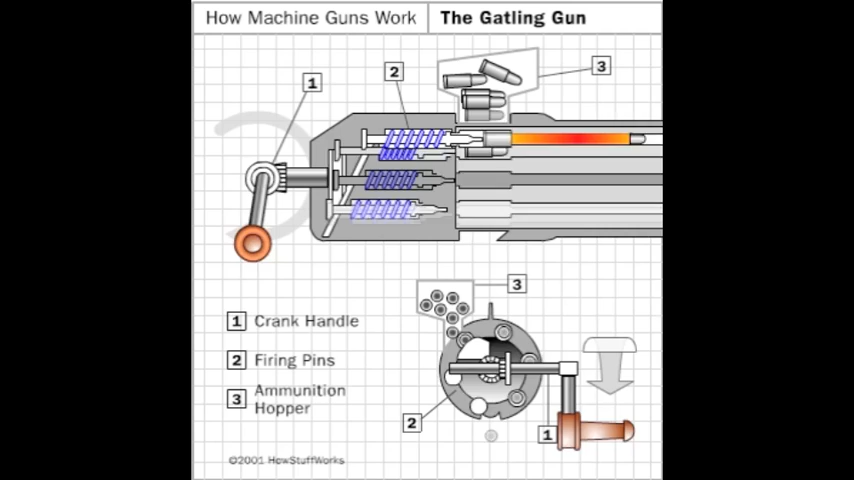 How Machine Guns Work
The Gatling Gun
1
2
3
3
1 Crank Handle
2 Firing Pins
3 Ammunition
Hopper
2
1
©2001 HowStuffWorks